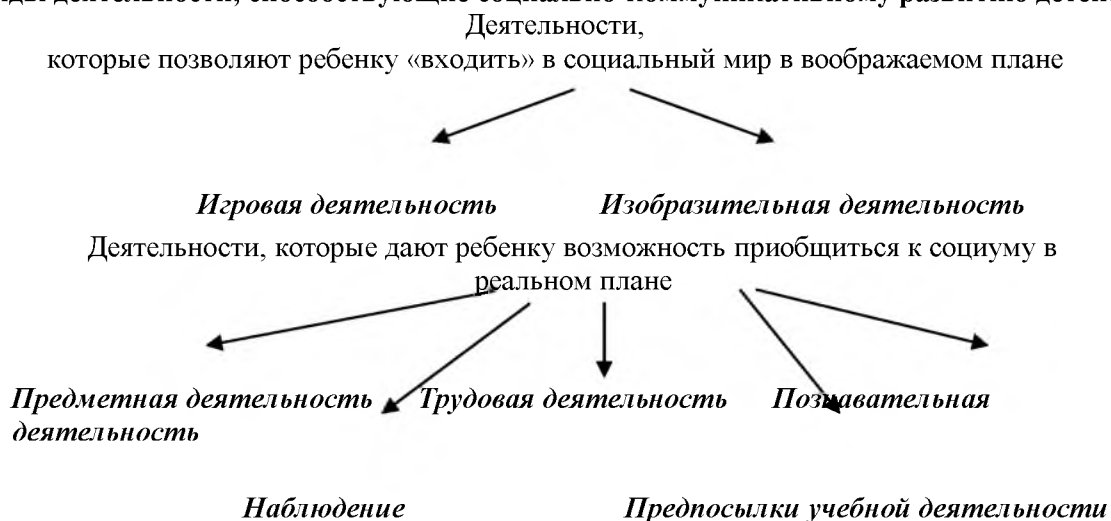 деятельности, способствующие социально-коммуникативному развитию
Деятельности,
которые позволяют ребенку «входить» в социальный мир в воображаемом плане
Игровая деятельность Изобразительная деятельность
Деятельности, которые дают ребенку возможность приобщиться к социуму в
реальном плане
Предметная деятельность Трудовая деятельность Познавательная
деятельность
Наблюдение Предпосылки учебной деятельности